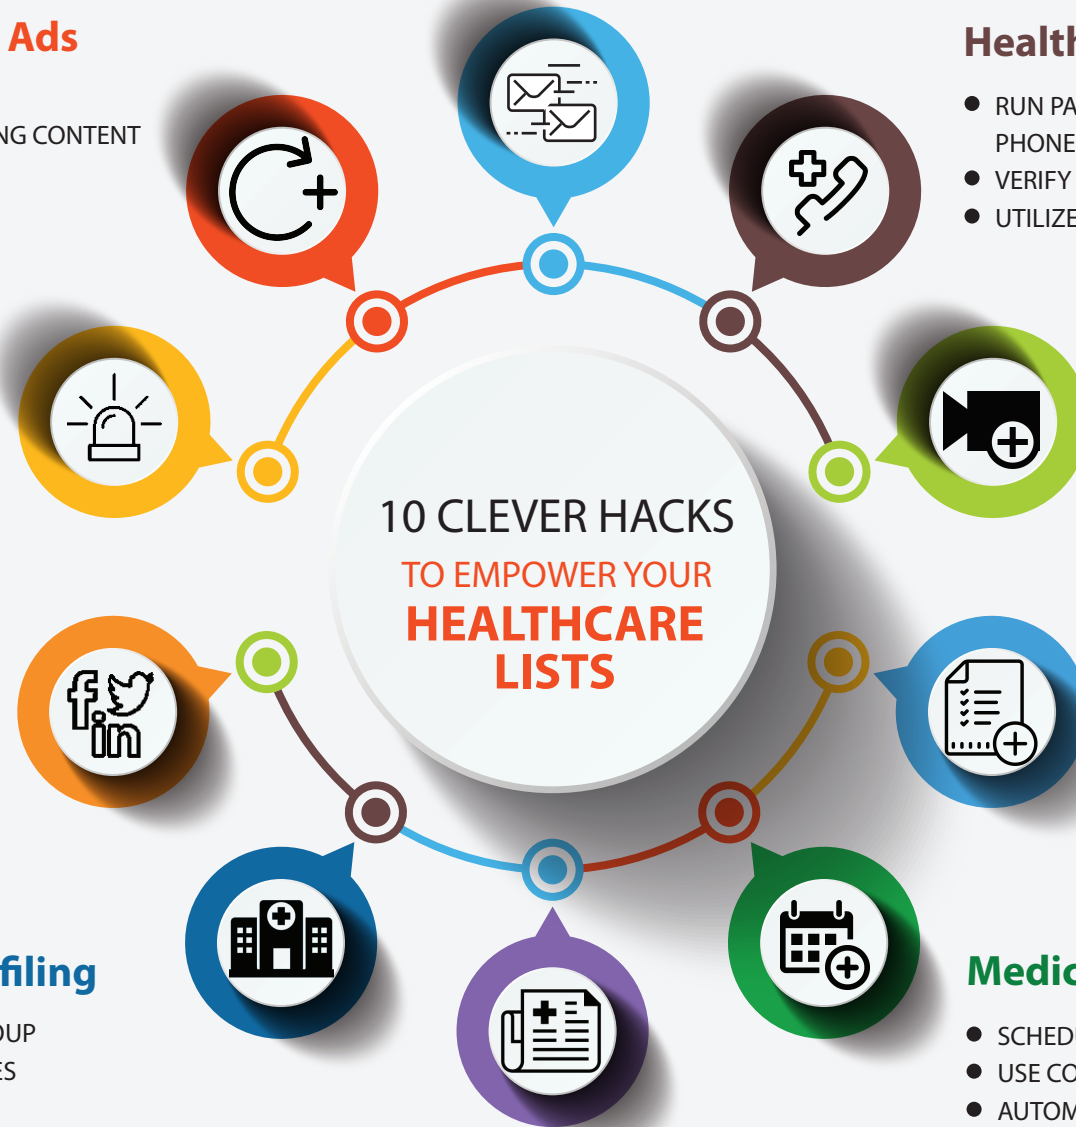 Ads
NG CONTENT
Health
RUN PA
PHONE
VERIFY
UTILIZE
10 CLEVER HACKS
TO EMPOWER YOUR
HEALTHCARE
LISTS
f
in
filing
OUP
ES
Medic
SCHED
USE CO
AUTOM